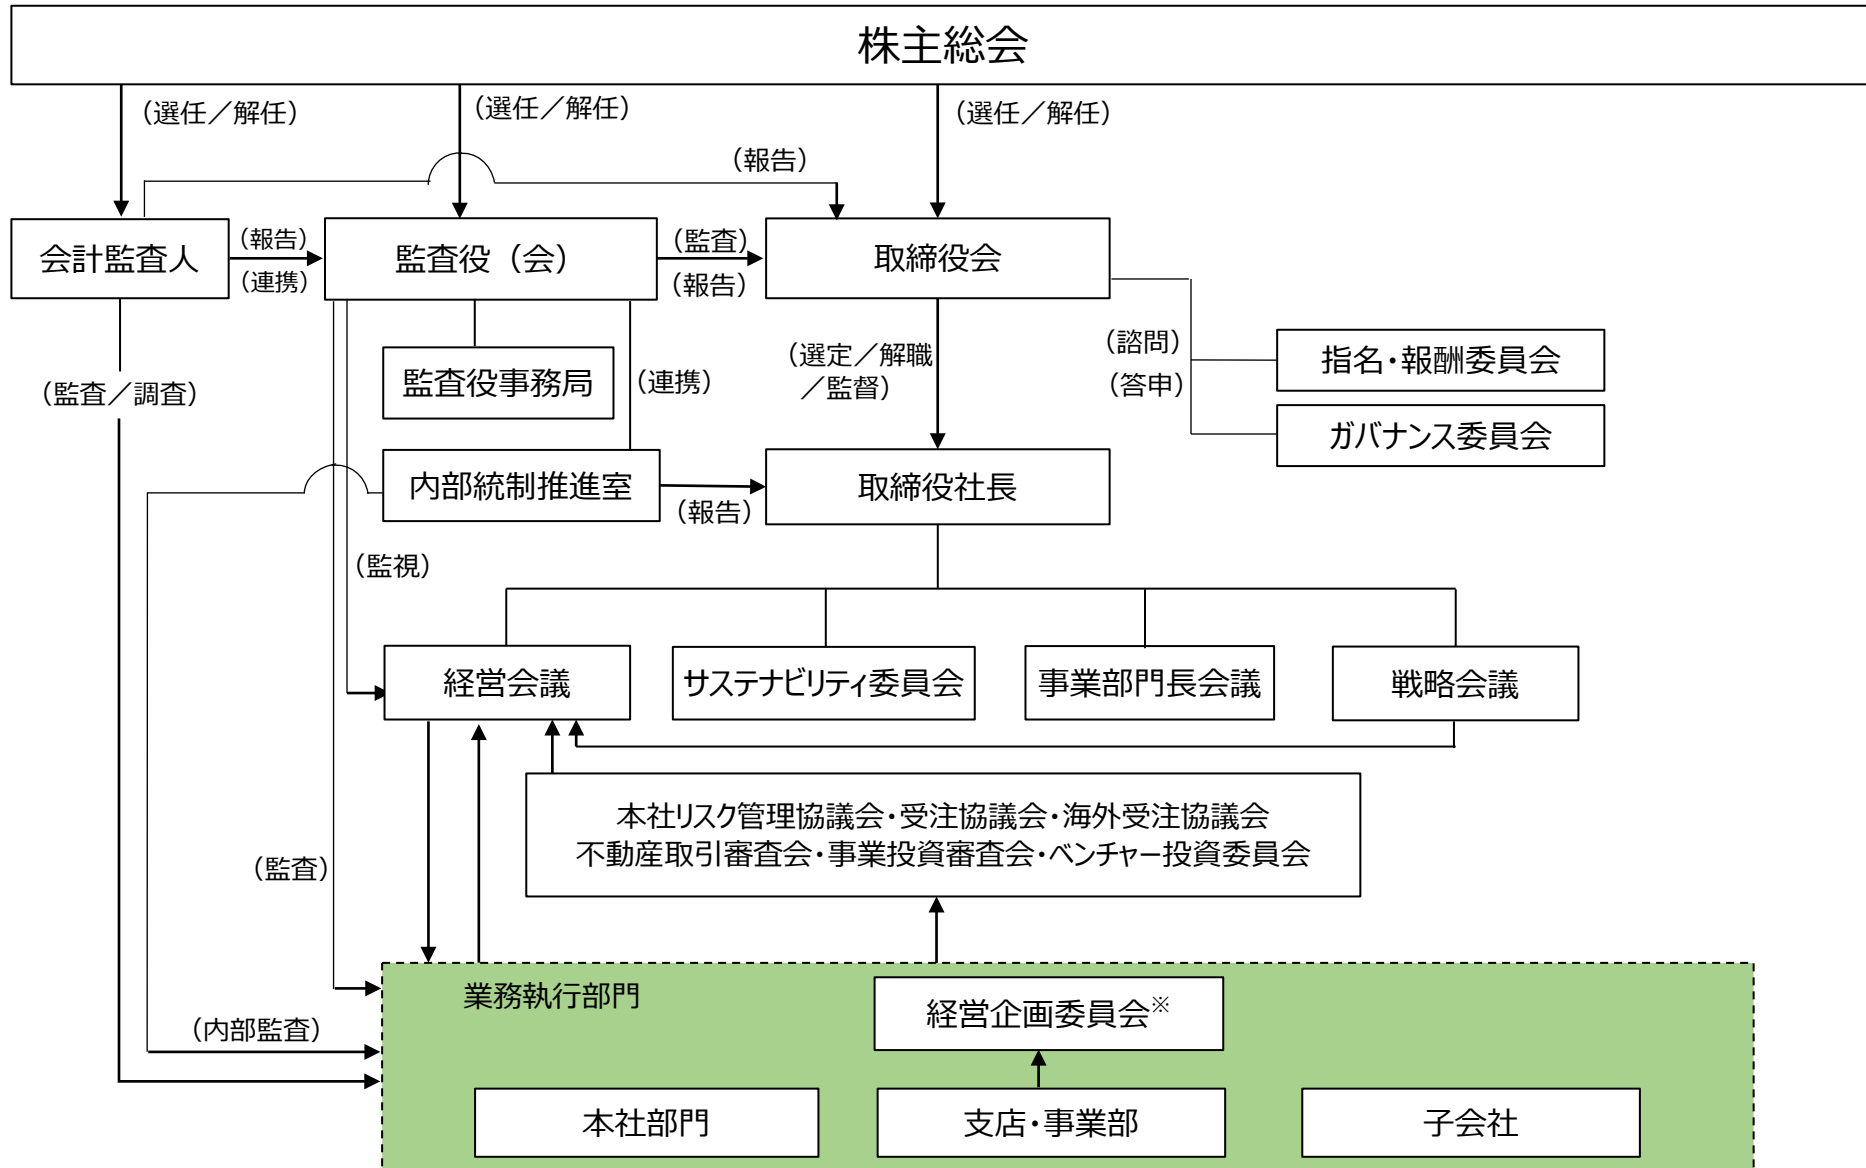 株主総会
（選任／解任）
（選任／解任）
（選任／解任）
（報告）
会計監査人
（報告）
（連携）
監査役（会）
（監査）
（報告）
取締役会
（監査／調査）
監査役事務局
（連携）
（選定／解職
／監督）
（諮問）
（答申）
指名・報酬委員会
ガバナンス委員会
内部統制推進室
（報告）
取締役社長
（監視）
経営会議
サステナビリティ委員会
事業部門長会議
戦略会議
本社リスク管理協議会・受注協議会・海外受注協議会
不動産取引審査会・事業投資審査会・ベンチャー投資委員会
（監査）
（内部監査）
業務執行部門
経営企画委員会※
本社部門
支店・事業部
子会社